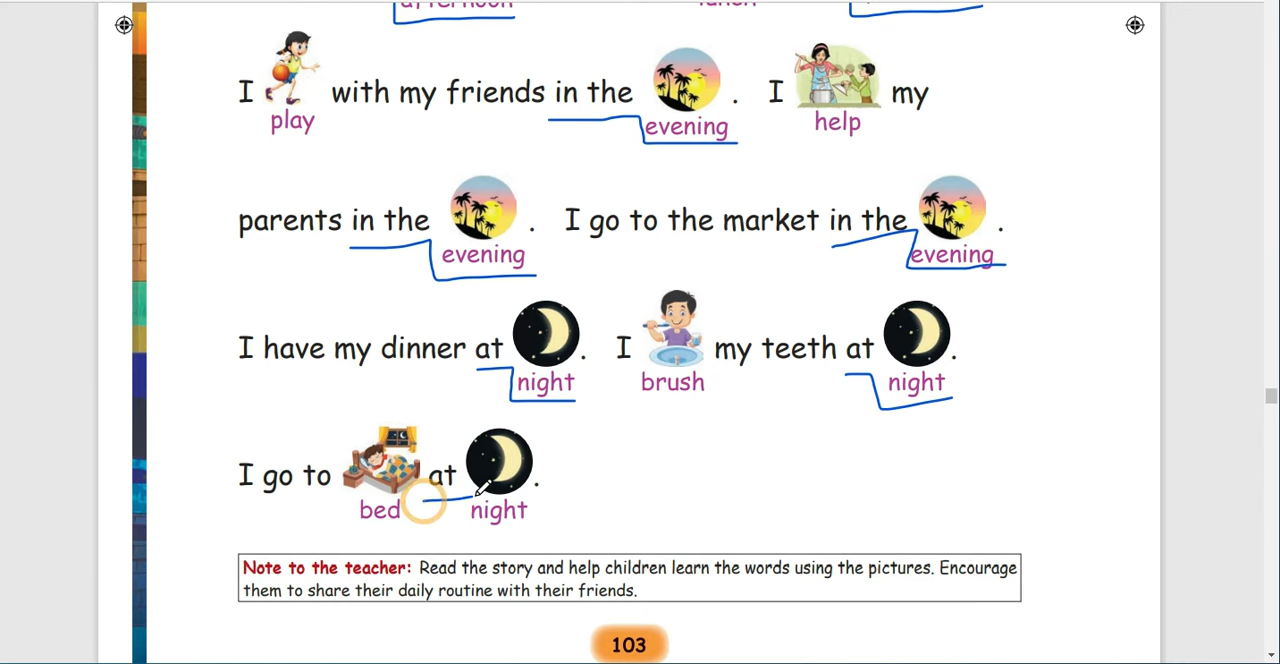 I with my friends in the . I my
play evening help
parents in the . I go to the market in the .
evening evening
I have my dinner at . I my teeth at .
night brush night
I go to at .
bed night
Note to the teacher: Read the story and help children learn the words using the pictures. Encourage
them to share their daily routine with their friends.
103